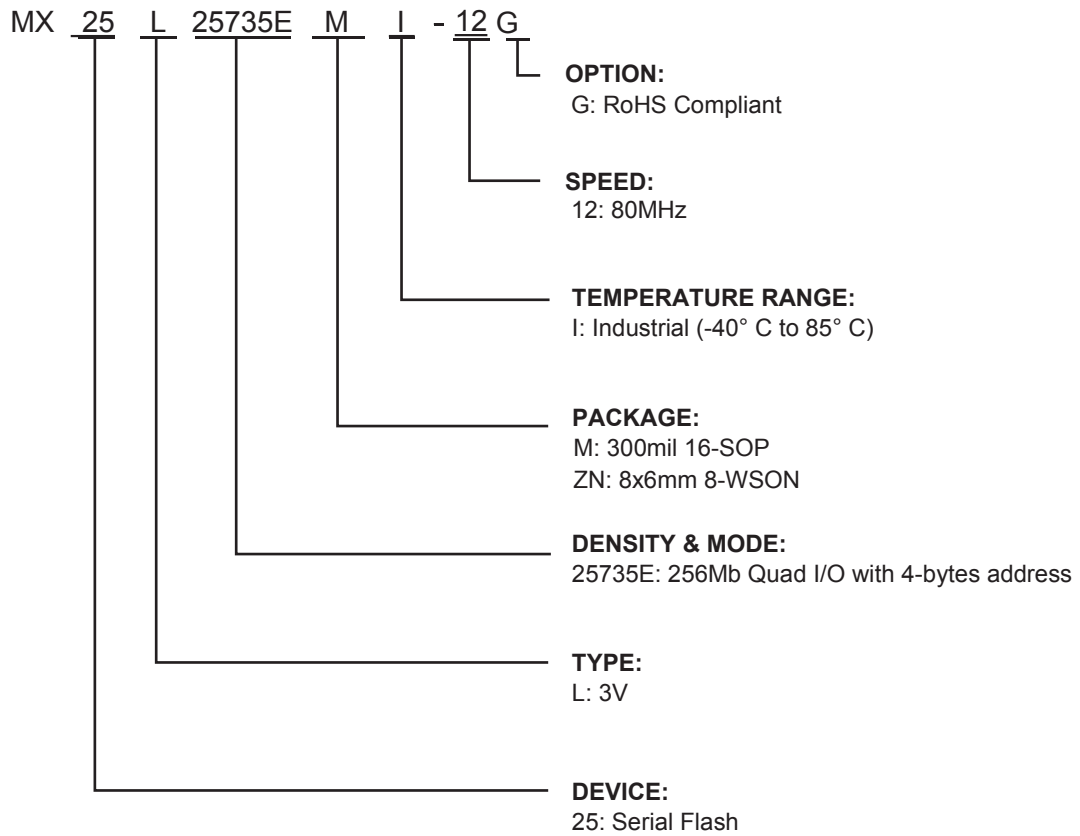 MX 25 L 25735E M I - 12 G
OPTION:
G: RoHS Compliant
SPEED:
12: 80MHz
TEMPERATURE RANGE:
I: Industrial (-40° C to 85° C)
PACKAGE:
M: 300mil 16-SOP
ZN: 8x6mm 8-WSON
DENSITY & MODE:
25735E: 256Mb Quad I/O with 4-bytes address
TYPE:
L: 3V
DEVICE:
25: Serial Flash